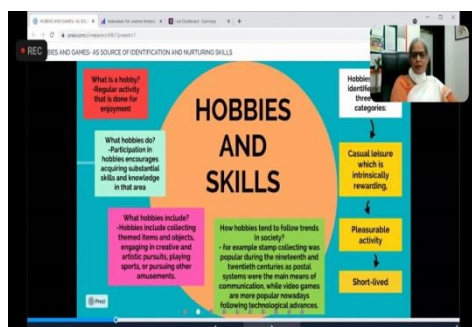 HOBBIES AND GAMES- AS SOURCE OF IDENTIFICATION AND NURTURING SKILLS
REC
What is a hobby?
-Regular activity
that is done for
enjoyment
What hobbies do?
-Participation in
hobbies encourages
acquiring substantial
skills and knowledge
in that area
HOBBIES
AND
SKILLS
What hobbies include?
-Hobbies include collecting
themed items and objects,
engaging in creative and
artistic pursuits, playing
sports, or pursuing other
amusements.
How hobbies tend to follow trends
in society?
- for example stamp collecting was
popular during the nineteenth and
twentieth centuries as postal
systems were the main means of
communication, while video games
are more popular nowadays
following technological advances.
Hobbies
identifi
three
categories:
Casual leisure
which is
intrinsically
rewarding,
Pleasurable
activity
Short-lived
Prezi